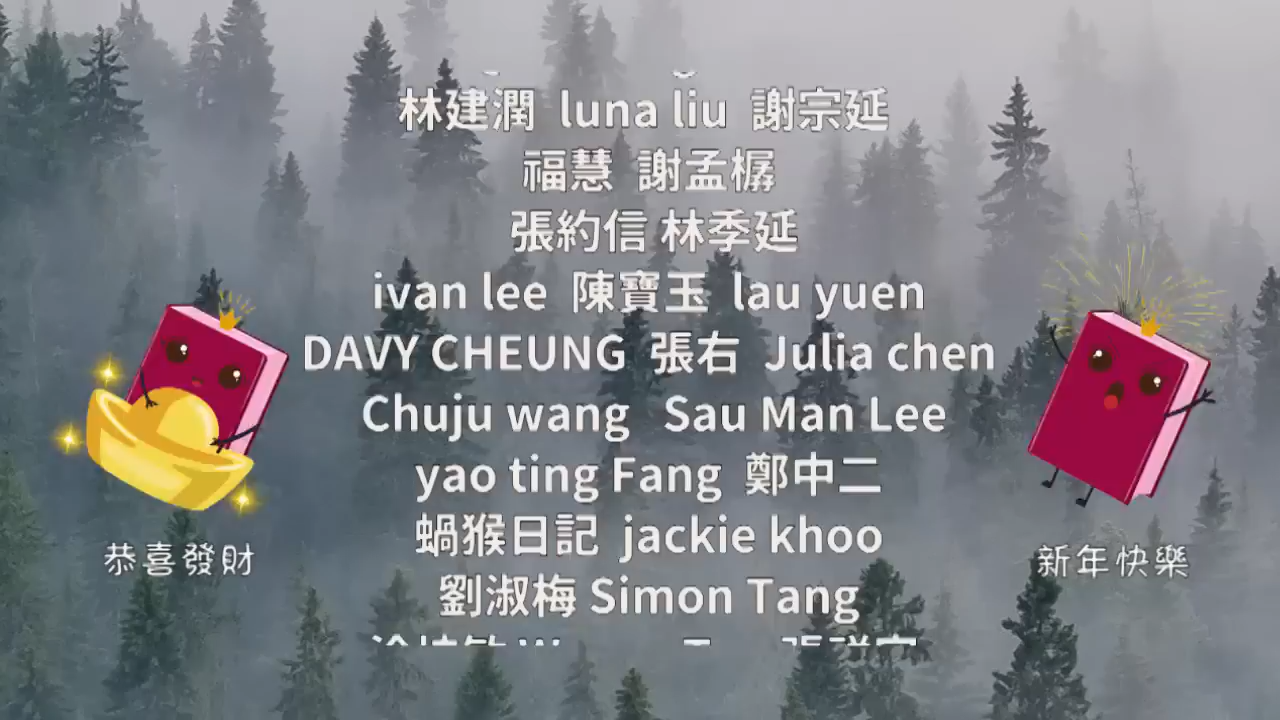 林建潤 luna liu 謝宗延
福慧 謝孟樼
張約信 林季延
ivan lee 陳寶玉 lau yuen
DAVY CHEUNG 張右 Julia chen
Chuju wang Sau Man Lee
yao ting Fang 鄭中二
蝸猴日記 jackie khoo
劉淑梅 Simon Tang
恭喜發財
新年快樂